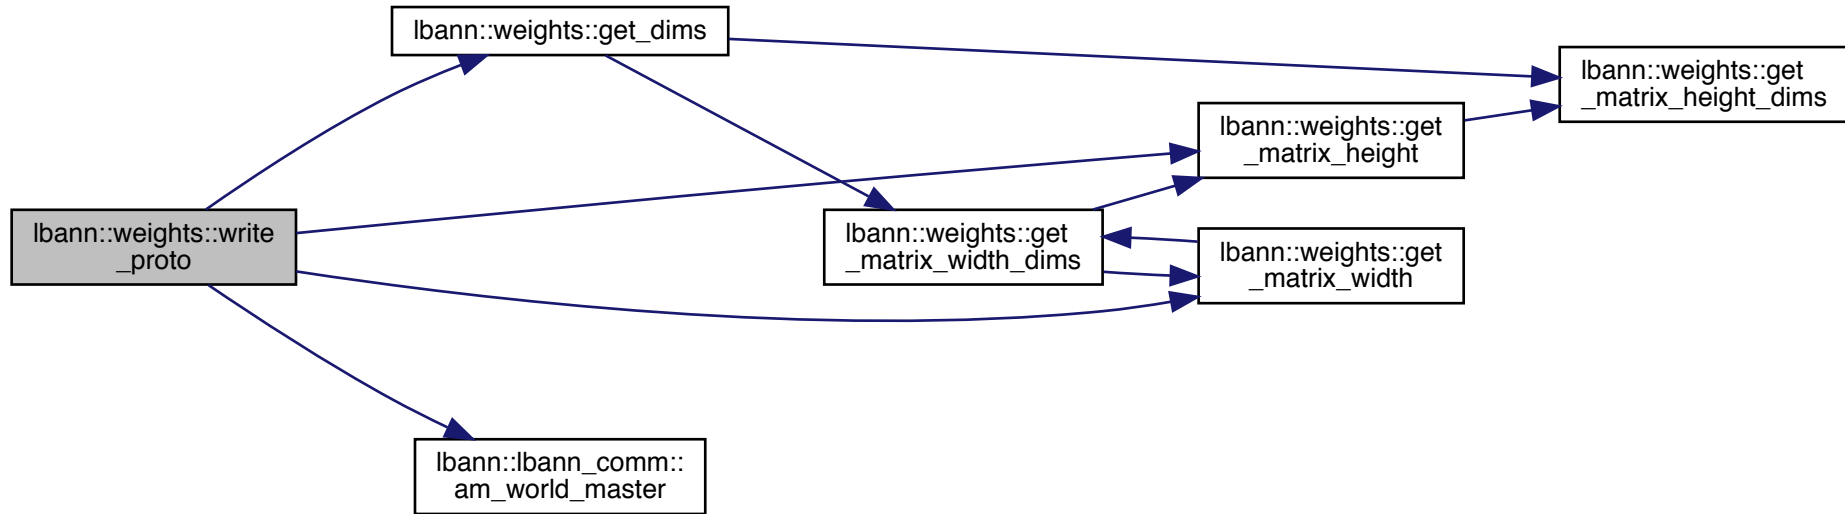 lbann::weights::write
_proto
lbann::weights::get_dims
lbann::weights::get
_matrix_height_dims
lbann::weights::get
_matrix_width_dims
lbann::weights::get
_matrix_height
lbann::weights::get
_matrix_width
lbann::lbann_comm::
am_world_master